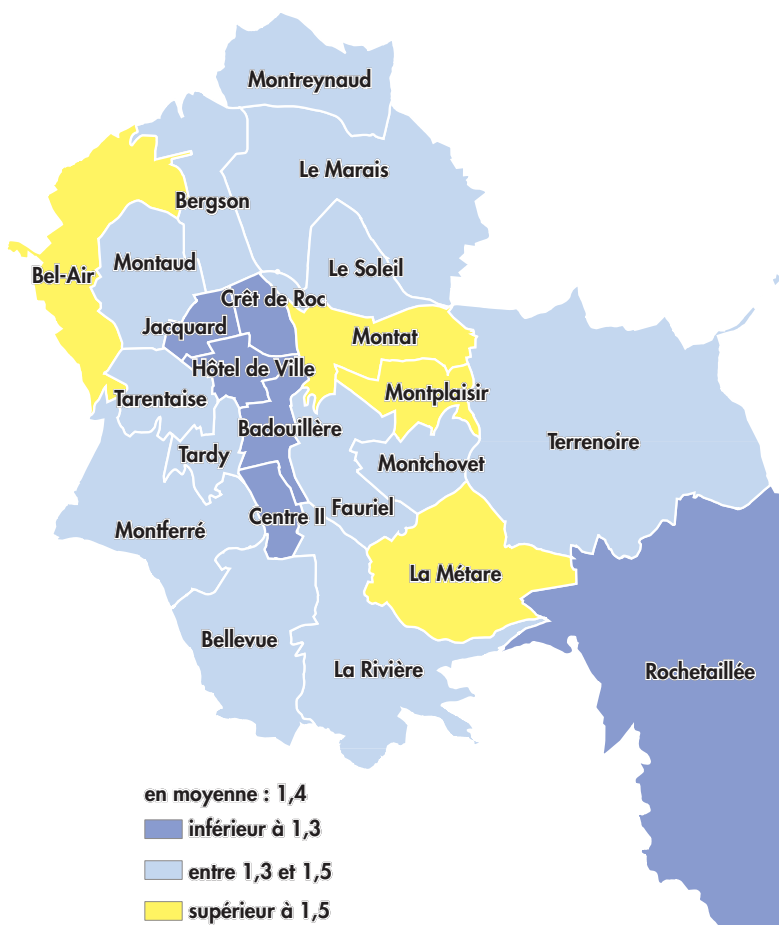 Montreynaud
Le Marais
Bergson
Montaud
Le Soleil
Bel-Air
Crêt de Roc
Jacquard
Montat
Hôtel de Ville
Montplaisir
Tarentaise
Badouillère
Terrenoire
Tardy
Montchovet
Fauriel
Centre II
Montferré
La Métare
Bellevue
La Rivière
Rochetaillée
en moyenne : 1,4
inférieur à 1,3
entre 1,3 et 1,5
supérieur à 1,5